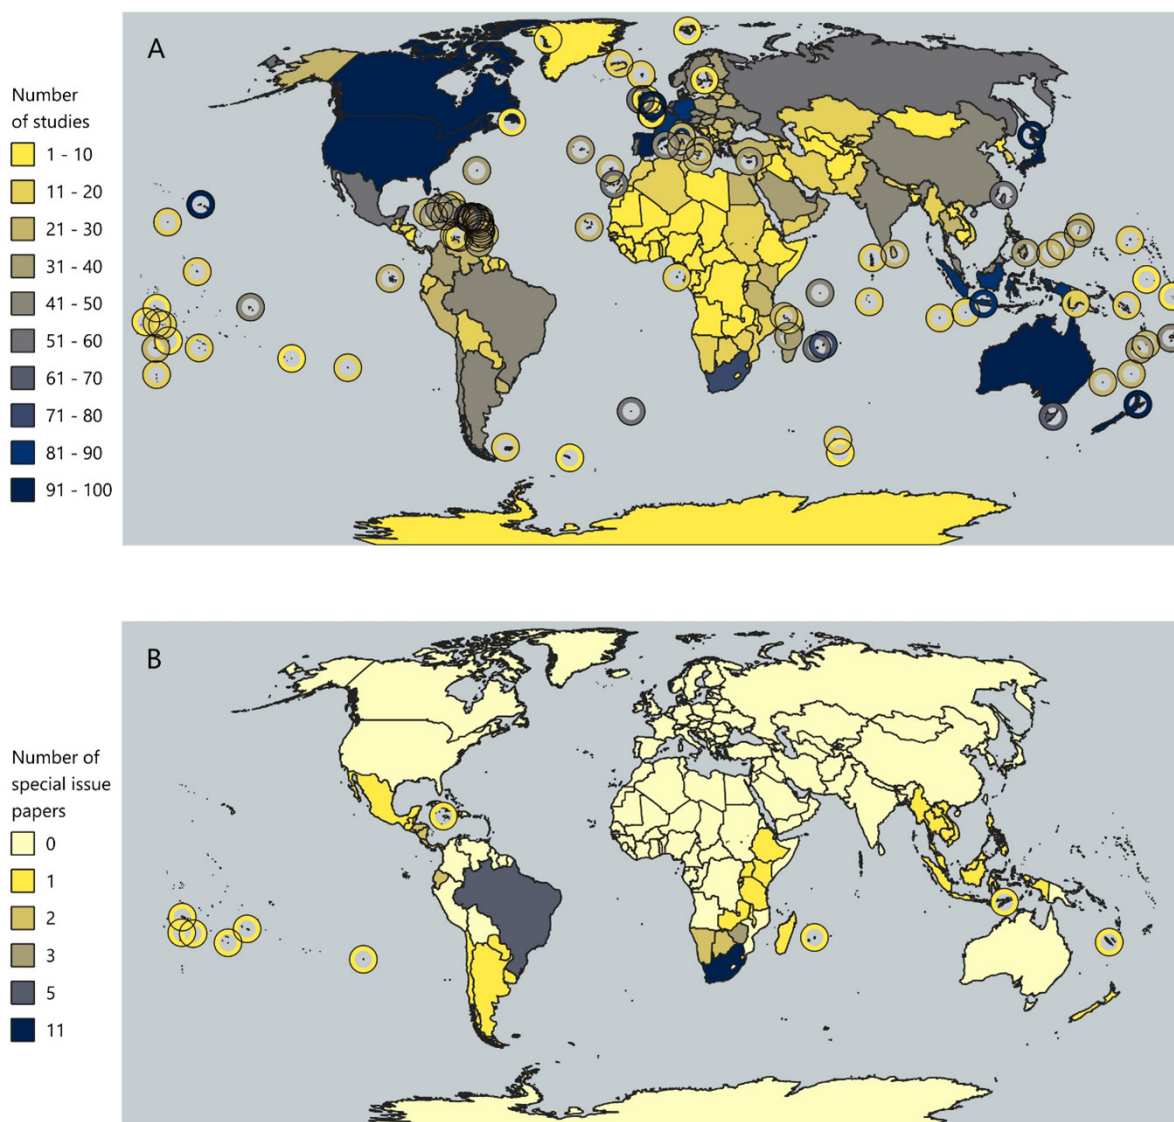 A
Number
of studies
1 - 10
11 - 20
21 - 30
31 - 40
41 - 50
51 - 60
61 - 70
71 - 80
81 - 90
91 - 100
B
Number of
special issue
papers
0
1
2
3
5
11